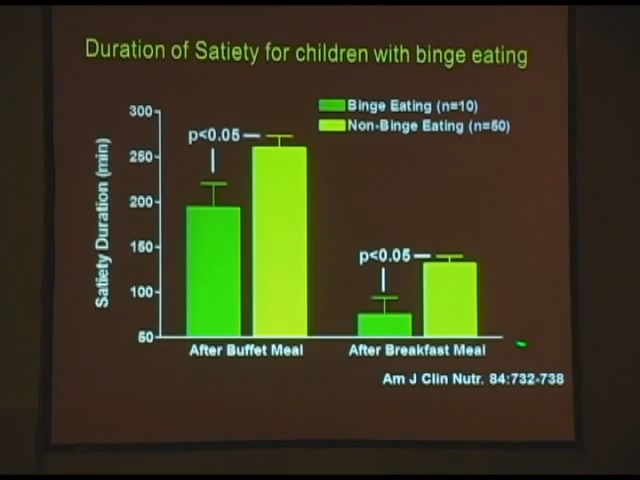 Duration of Satiety for children with binge eating
Binge Eating (n=10)
Non-Binge Eating (n=50)
Satiety Duration (min)
300
250
200
150
100
50
p<0.05
p<0.05
After Buffet Meal
After Breakfast Meal
Am J Clin Nutr. 84:732-738